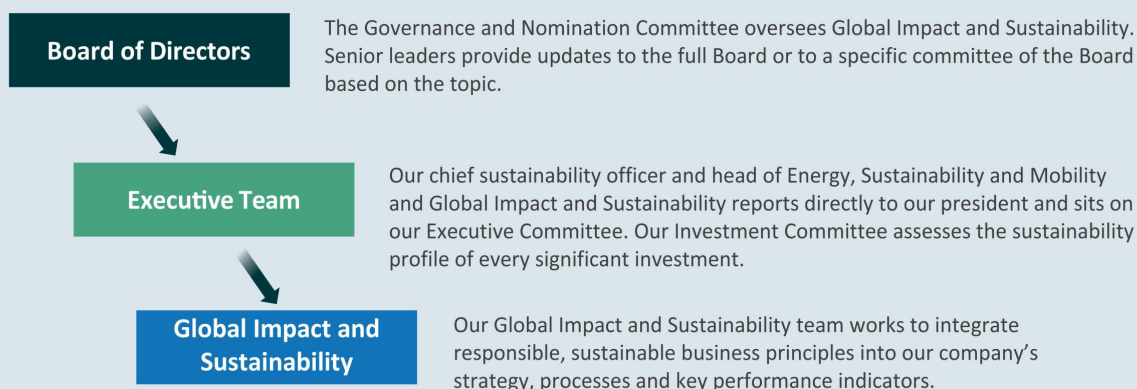 Board of Directors
The Governance and Nomination Committee oversees Global Impact and Sustainability.
Senior leaders provide updates to the full Board or to a specific committee of the Board
based on the topic.
Executive Team
Our chief sustainability officer and head of Energy, Sustainability and Mobility
and Global Impact and Sustainability reports directly to our president and sits on
our Executive Committee. Our Investment Committee assesses the sustainability
profile of every significant investment.
Global Impact and
Sustainability
Our Global Impact and Sustainability team works to integrate
responsible, sustainable business principles into our company’s
strategy, processes and key performance indicators.